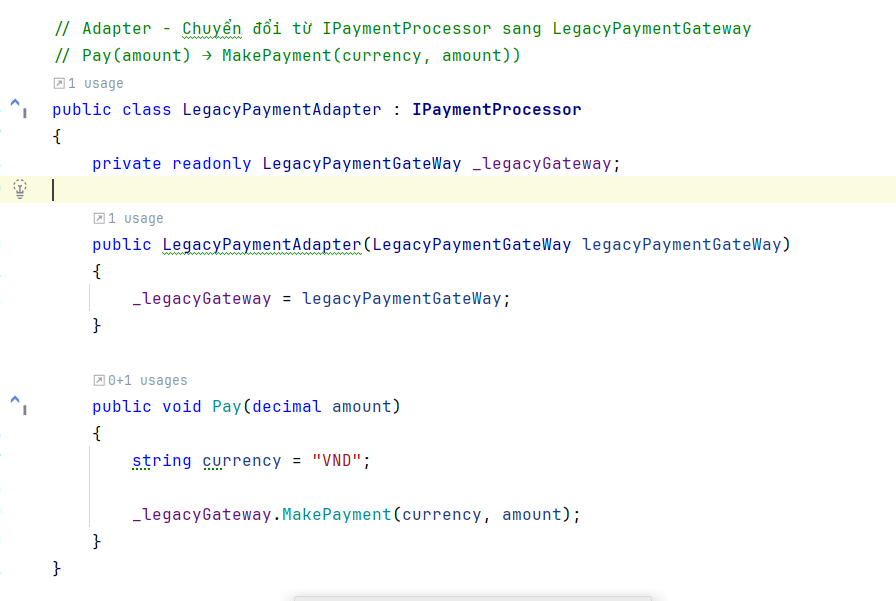 // Adapter - Chuyển đổi từ IPaymentProcessor sang LegacyPaymentGateway
// Pay(amount) → MakePayment(currency, amount))
1 usage
public class LegacyPaymentAdapter : IPaymentProcessor
{
private readonly LegacyPaymentGateWay _legacyGateway;
1 usage
public LegacyPaymentAdapter(LegacyPaymentGateWay legacyPaymentGateWay)
{
_legacyGateway = legacyPaymentGateWay;
}
0+1 usages
public void Pay(decimal amount)
{
string currency = "VND";
_legacyGateway.MakePayment(currency, amount);
}
}